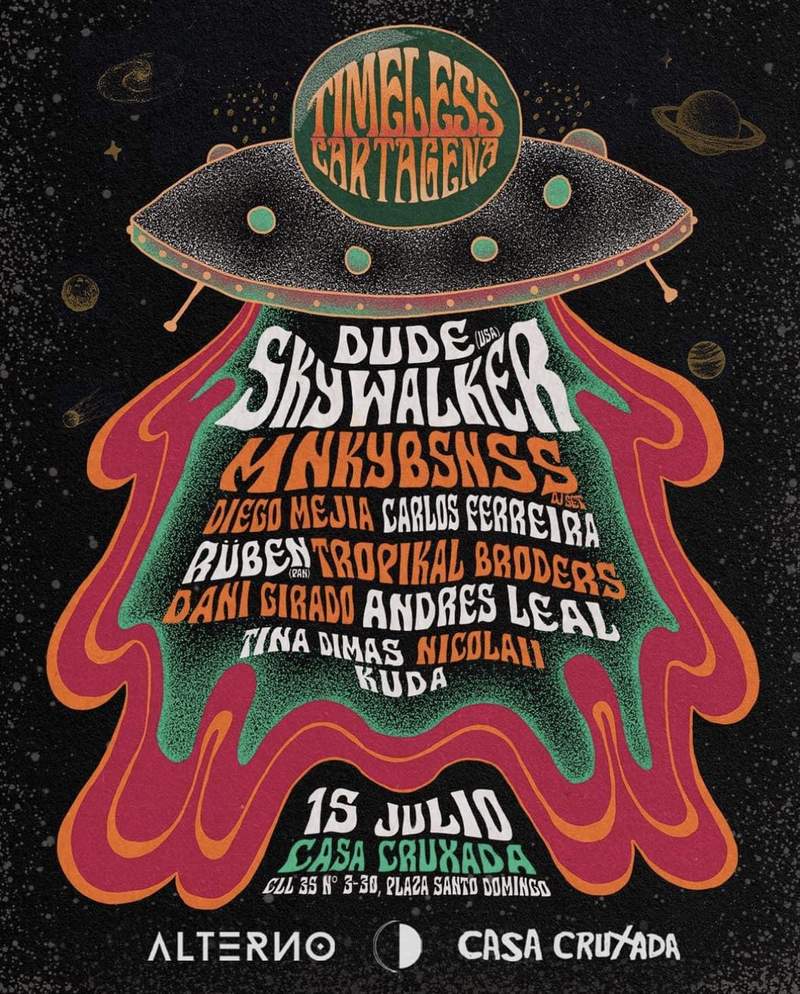 TIMELESS
CARTAGENA
DUDE (USA)
SKYWALKER
MNKYBSNSS
DJ SET
DIEGO MEJIA CARLOS FERREIRA
RÜBEN (PAN) TROPIKAL BRODERS
DANI GIRADO ANDRES LEAL
TINA DIMAS NICOLAII
KUDA
15 JULIO
CASA CRUXADA
CLL 35 Nº 3-30, PLAZA SANTO DOMINGO
ALTERNO CASA CRUXADA